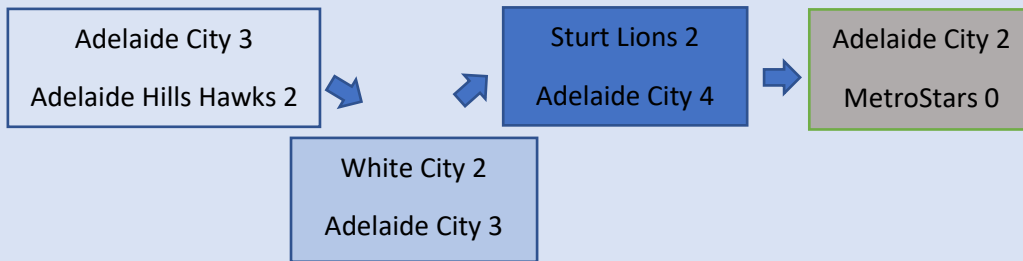 Adelaide City 3
Adelaide Hills Hawks 2
White City 2
Adelaide City 3
Sturt Lions 2
Adelaide City 4
Adelaide City 2
MetroStars 0